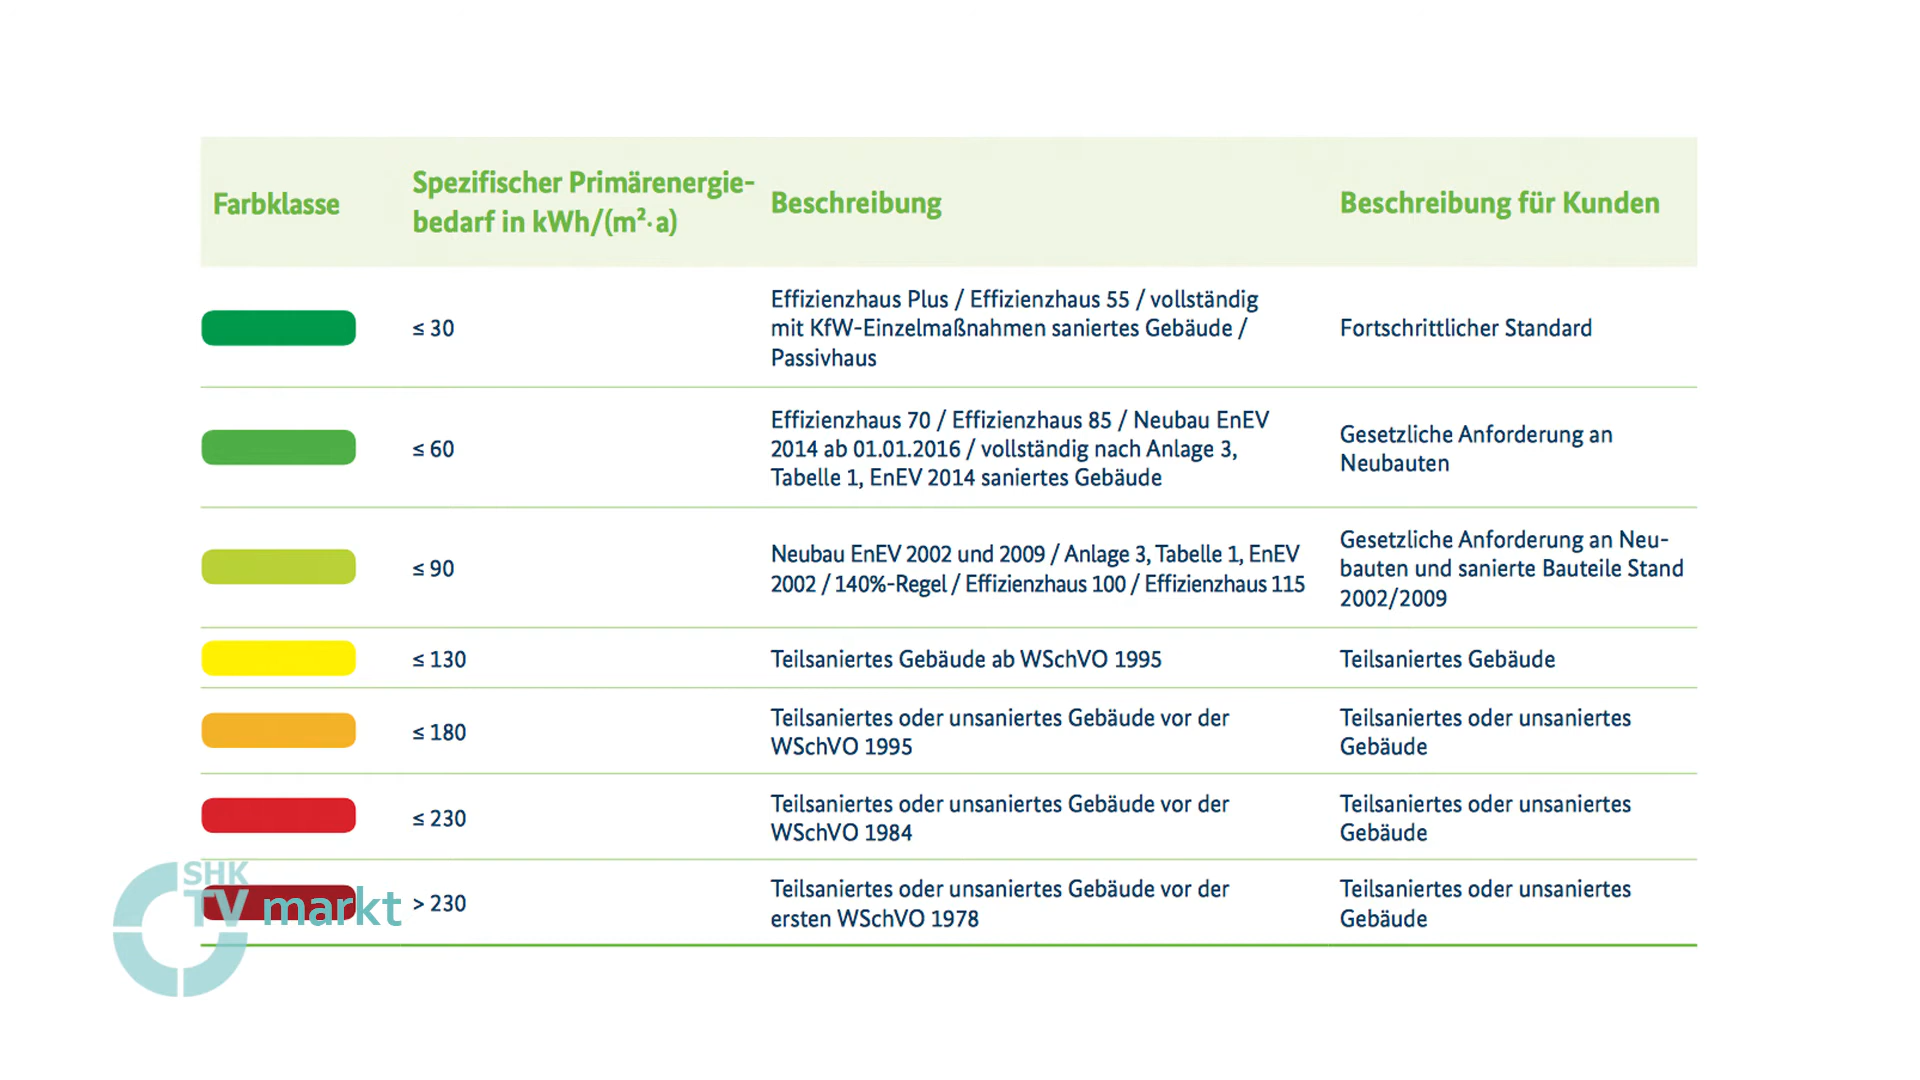 Farbklasse
Spezifischer Primärenergie-
bedarf in kWh/(m²·a)
Beschreibung
Beschreibung für Kunden
≤ 30
Effizienzhaus Plus / Effizienzhaus 55 / vollständig
mit KfW-Einzelmaßnahmen saniertes Gebäude /
Passivhaus
Fortschrittlicher Standard
≤ 60
Effizienzhaus 70 / Effizienzhaus 85 / Neubau EnEV
2014 ab 01.01.2016 / vollständig nach Anlage 3,
Tabelle 1, EnEV 2014 saniertes Gebäude
Gesetzliche Anforderung an
Neubauten
≤ 90
Neubau EnEV 2002 und 2009 / Anlage 3, Tabelle 1, EnEV
2002 / 140%-Regel / Effizienzhaus 100 / Effizienzhaus 115
Gesetzliche Anforderung an Neu-
bauten und sanierte Bauteile Stand
2002/2009
≤ 130
Teilsaniertes Gebäude ab WSchVO 1995
Teilsaniertes Gebäude
≤ 180
Teilsaniertes oder unsaniertes Gebäude vor der
WSchVO 1995
Teilsaniertes oder unsaniertes
Gebäude
≤ 230
Teilsaniertes oder unsaniertes Gebäude vor der
WSchVO 1984
Teilsaniertes oder unsaniertes
Gebäude
> 230
Teilsaniertes oder unsaniertes Gebäude vor der
ersten WSchVO 1978
Teilsaniertes oder unsaniertes
Gebäude
SHK
TV markt